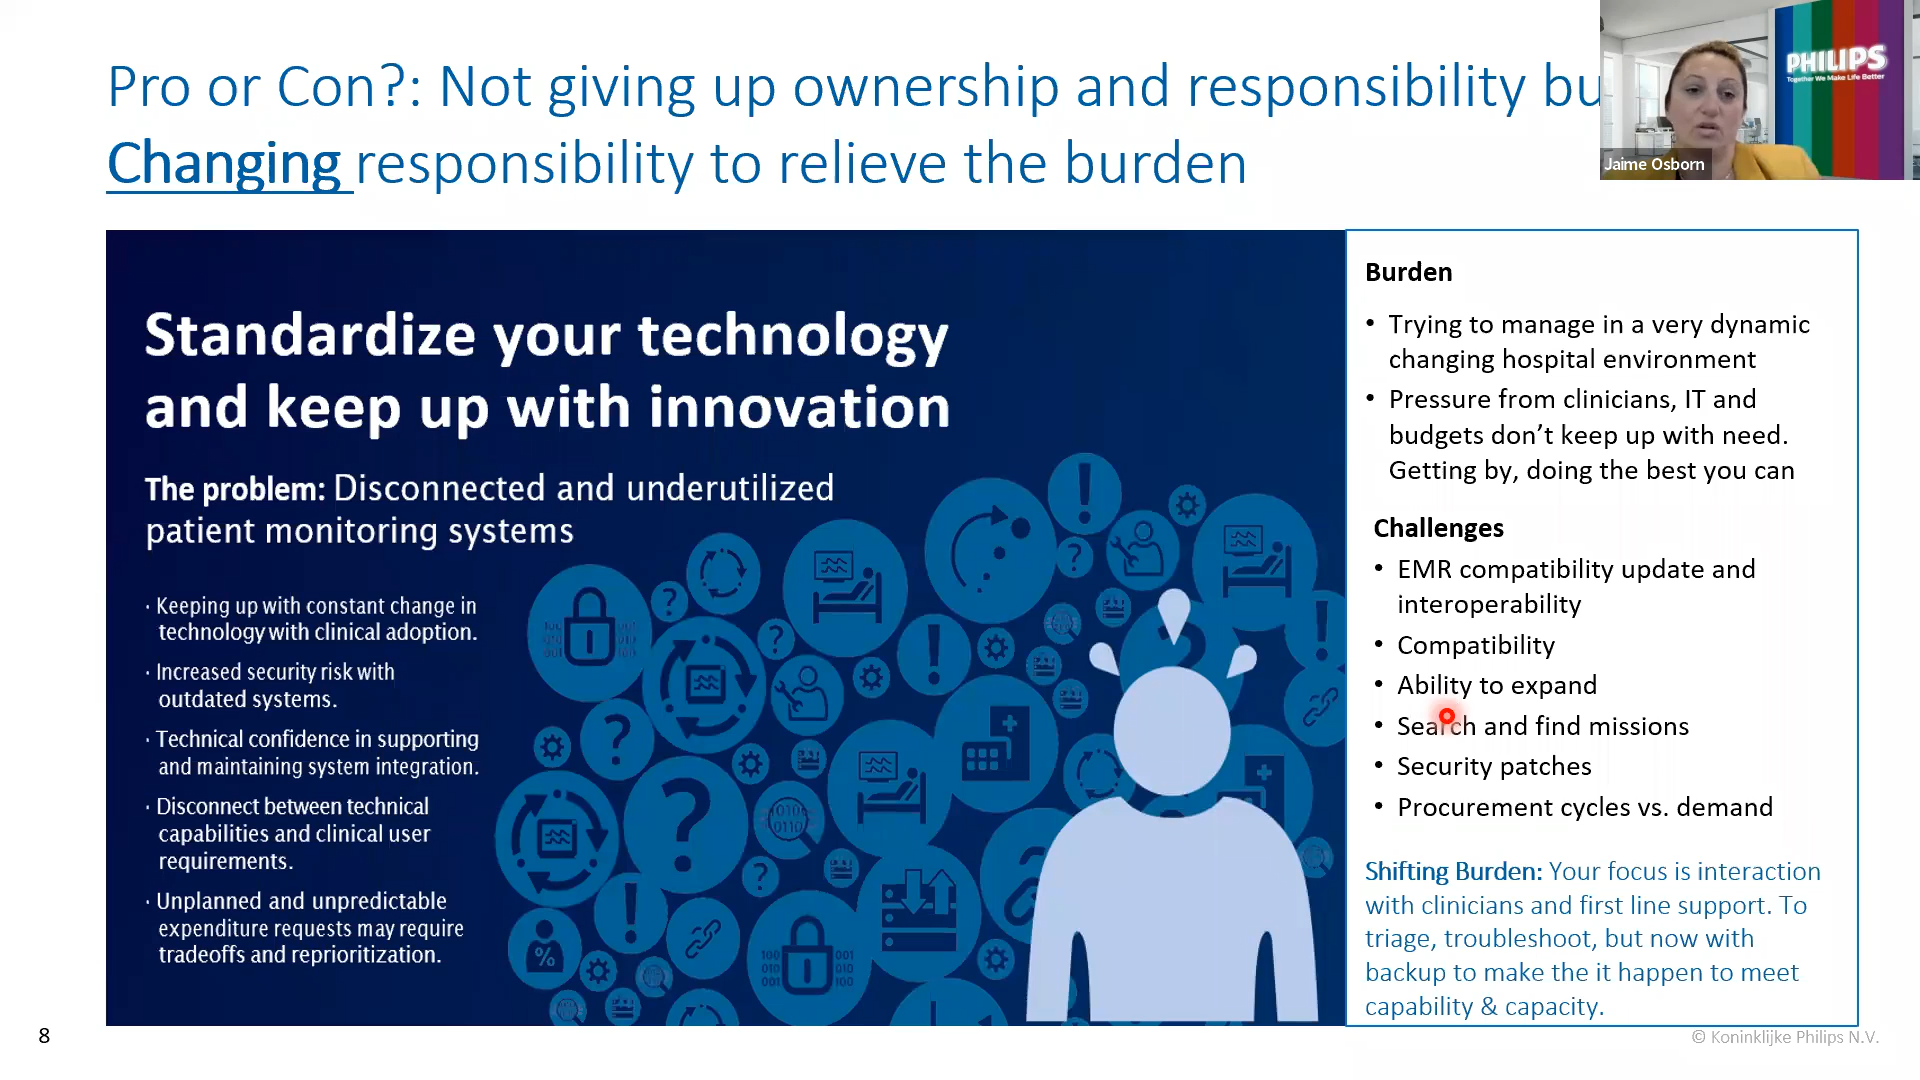 Pro or Con?: Not giving up ownership and responsibility bu
Changing responsibility to relieve the burden
PHILIPS
Together We Make Life Better
Jaime Osborn
Standardize your technology
and keep up with innovation
The problem: Disconnected and underutilized
patient monitoring systems
· Keeping up with constant change in
technology with clinical adoption.
· Increased security risk with
outdated systems.
· Technical confidence in supporting
and maintaining system integration.
· Disconnect between technical
capabilities and clinical user
requirements.
· Unplanned and unpredictable
expenditure requests may require
tradeoffs and reprioritization.
Burden
• Trying to manage in a very dynamic
changing hospital environment
• Pressure from clinicians, IT and
budgets don’t keep up with need.
Getting by, doing the best you can
Challenges
• EMR compatibility update and
interoperability
• Compatibility
• Ability to expand
• Search and find missions
• Security patches
• Procurement cycles vs. demand
Shifting Burden: Your focus is interaction
with clinicians and first line support. To
triage, troubleshoot, but now with
backup to make the it happen to meet
capability & capacity.
8
© Koninklijke Philips N.V.